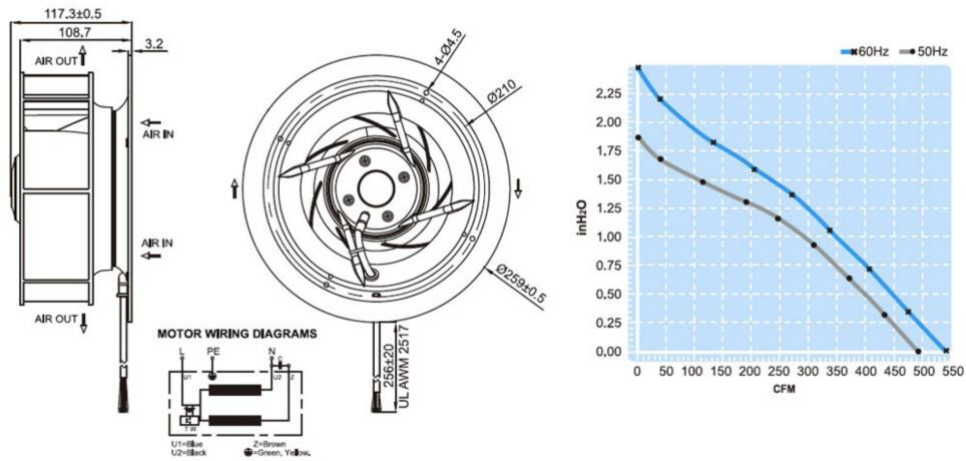 117.3±0.5
108.7
3.2
AIR OUT
AIR IN
AIR IN
AIR OUT
4-Ø4.5
Ø210
Ø259±0.5
256±20
UL AWM 2517
MOTOR WIRING DIAGRAMS
L PE N
U1 C
U2 Z
T W
U1=Blue Z=Brown
U2=Black =Green, Yellow.
60Hz 50Hz
inH2O
2.25
2.00
1.75
1.50
1.25
1.00
0.75
0.50
0.25
0.00
0 50 100 150 200 250 300 350 400 450 500 550
CFM